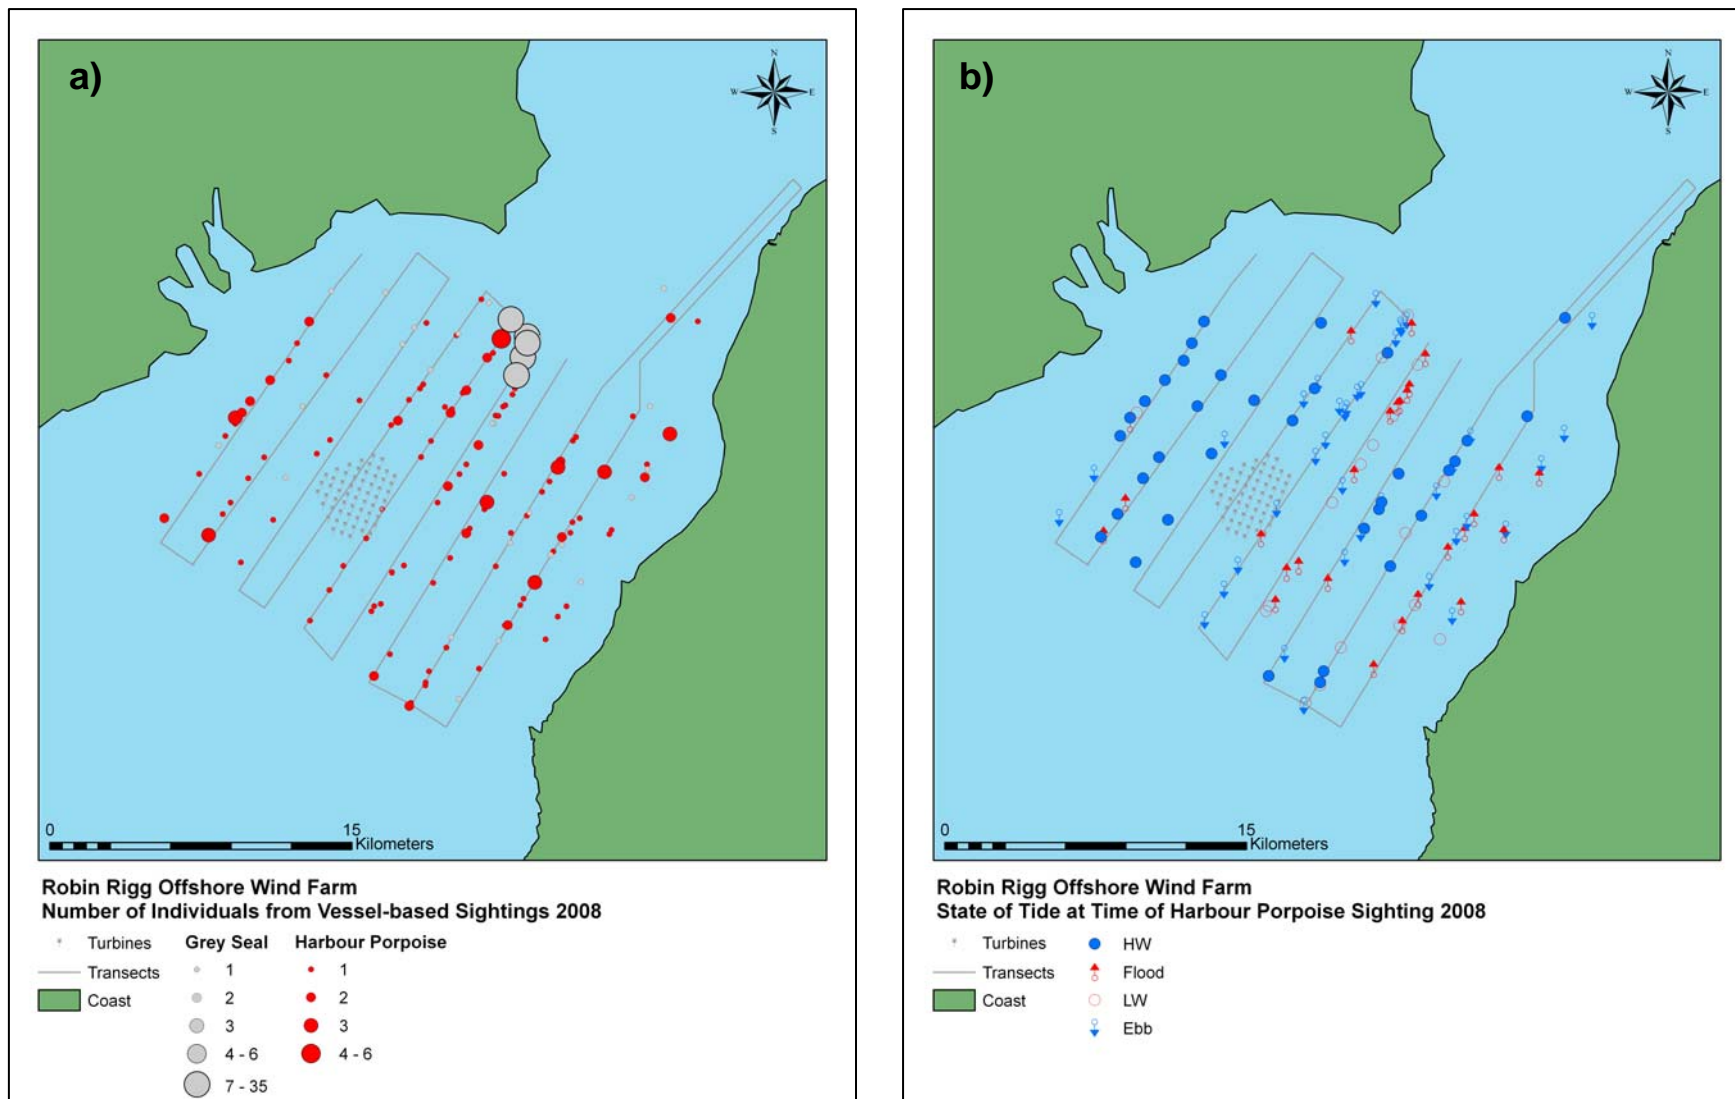 a)
N
W E
S
0 15
Kilometers
Robin Rigg Offshore Wind Farm
Number of Individuals from Vessel-based Sightings 2008
Turbines
Transects
Coast
Grey Seal
1
2
3
4 - 6
7 - 35
Harbour Porpoise
1
2
3
4 - 6
b)
N
W E
S
0 15
Kilometers
Robin Rigg Offshore Wind Farm
State of Tide at Time of Harbour Porpoise Sighting 2008
Turbines
Transects
Coast
HW
Flood
LW
Ebb